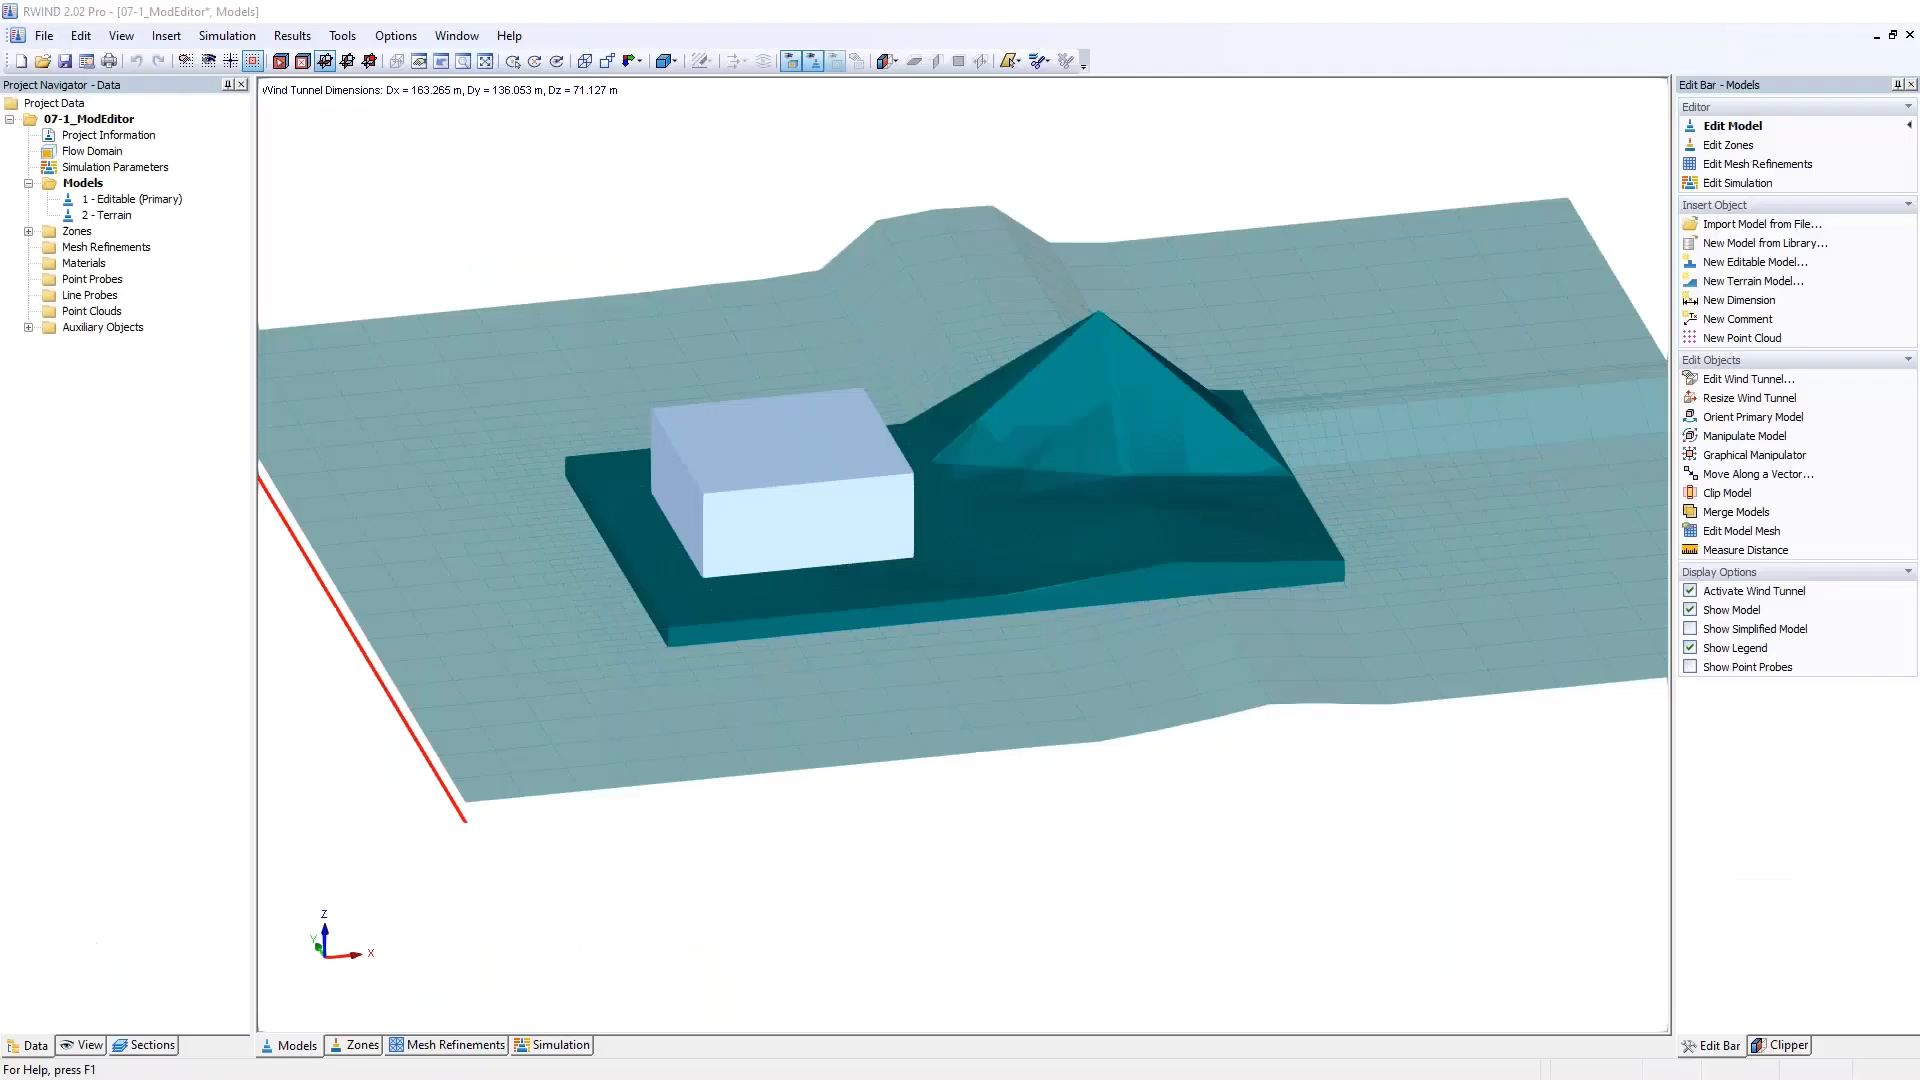 RWIND 2.02 Pro - [07-1_ModEditor*, Models]
File Edit View Insert Simulation Results Tools Options Window Help
Project Navigator - Data
Project Data
07-1_ModEditor
Project Information
Flow Domain
Simulation Parameters
Models
1 - Editable (Primary)
2 - Terrain
Zones
Mesh Refinements
Materials
Point Probes
Line Probes
Point Clouds
Auxiliary Objects
Data View Sections
Wind Tunnel Dimensions: Dx = 163.265 m, Dy = 136.053 m, Dz = 71.127 m
Z
Y
X
Models Zones Mesh Refinements Simulation
Edit Bar - Models
Editor
Edit Model
Edit Zones
Edit Mesh Refinements
Edit Simulation
Insert Object
Import Model from File...
New Model from Library...
New Editable Model...
New Terrain Model...
New Dimension
New Comment
New Point Cloud
Edit Objects
Edit Wind Tunnel...
Resize Wind Tunnel
Orient Primary Model
Manipulate Model
Graphical Manipulator
Move Along a Vector...
Clip Model
Merge Models
Edit Model Mesh
Measure Distance
Display Options
Activate Wind Tunnel
Show Model
Show Simplified Model
Show Legend
Show Point Probes
Edit Bar Clipper
For Help, press F1